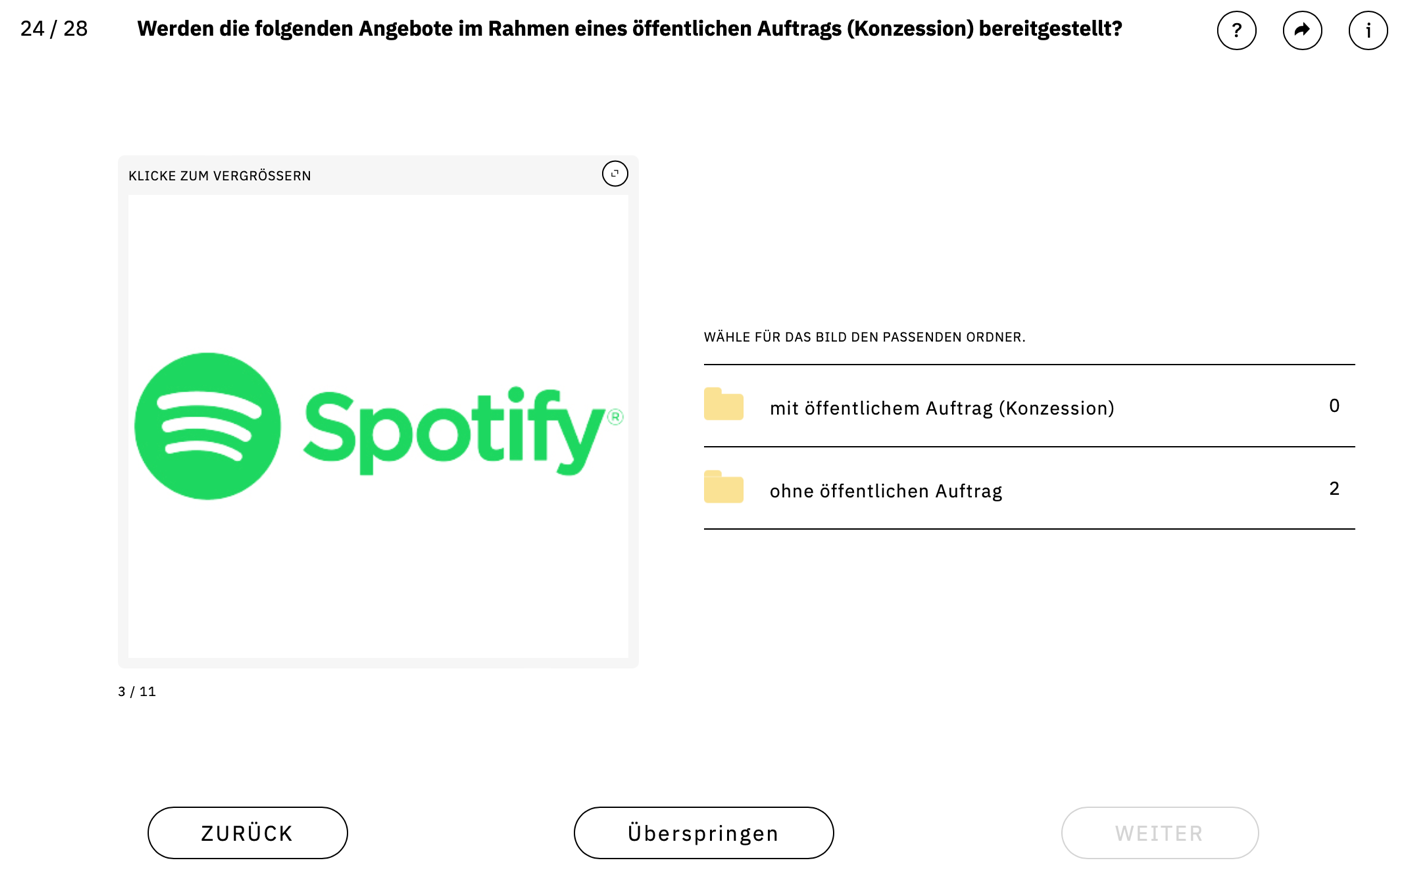 24 / 28
Werden die folgenden Angebote im Rahmen eines öffentlichen Auftrags (Konzession) bereitgestellt?
?
i
KLICKE ZUM VERGRÖSSERN
Spotify®
3 / 11
WÄHLE FÜR DAS BILD DEN PASSENDEN ORDNER.
mit öffentlichem Auftrag (Konzession) 0
ohne öffentlichen Auftrag 2
ZURÜCK
Überspringen
WEITER